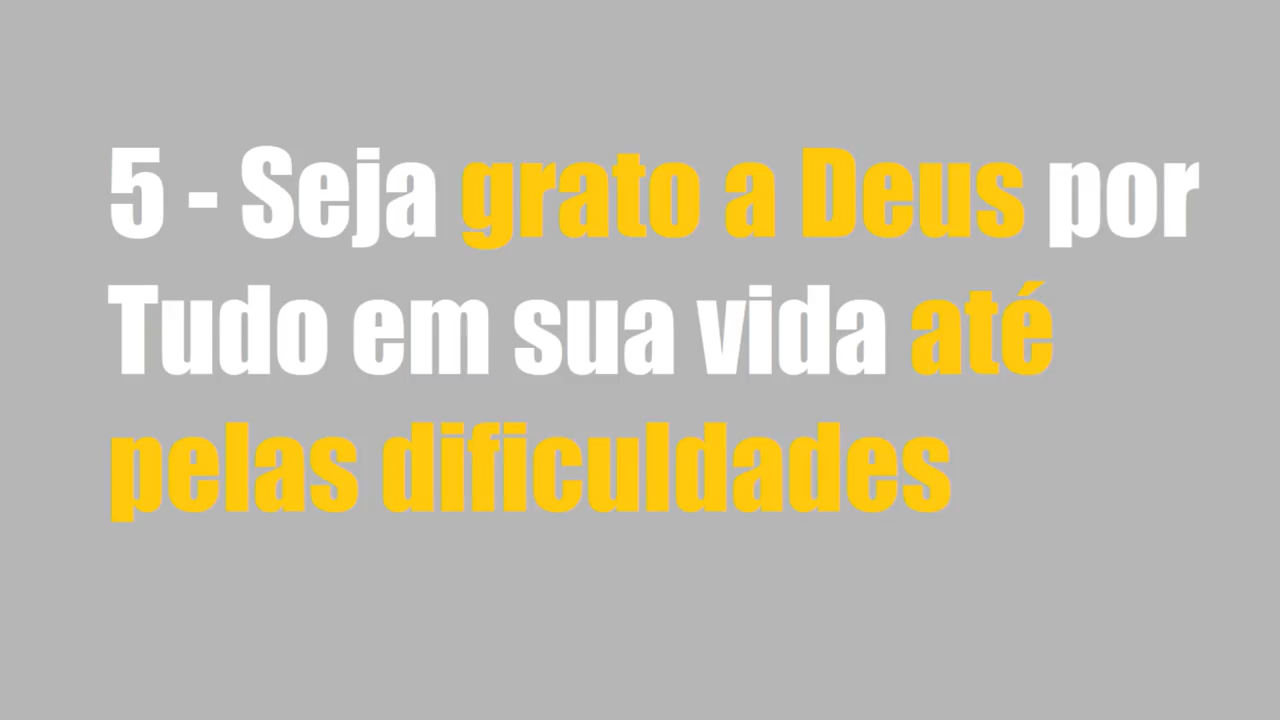 5 - Seja grato a Deus por
Tudo em sua vida até
pelas dificuldades